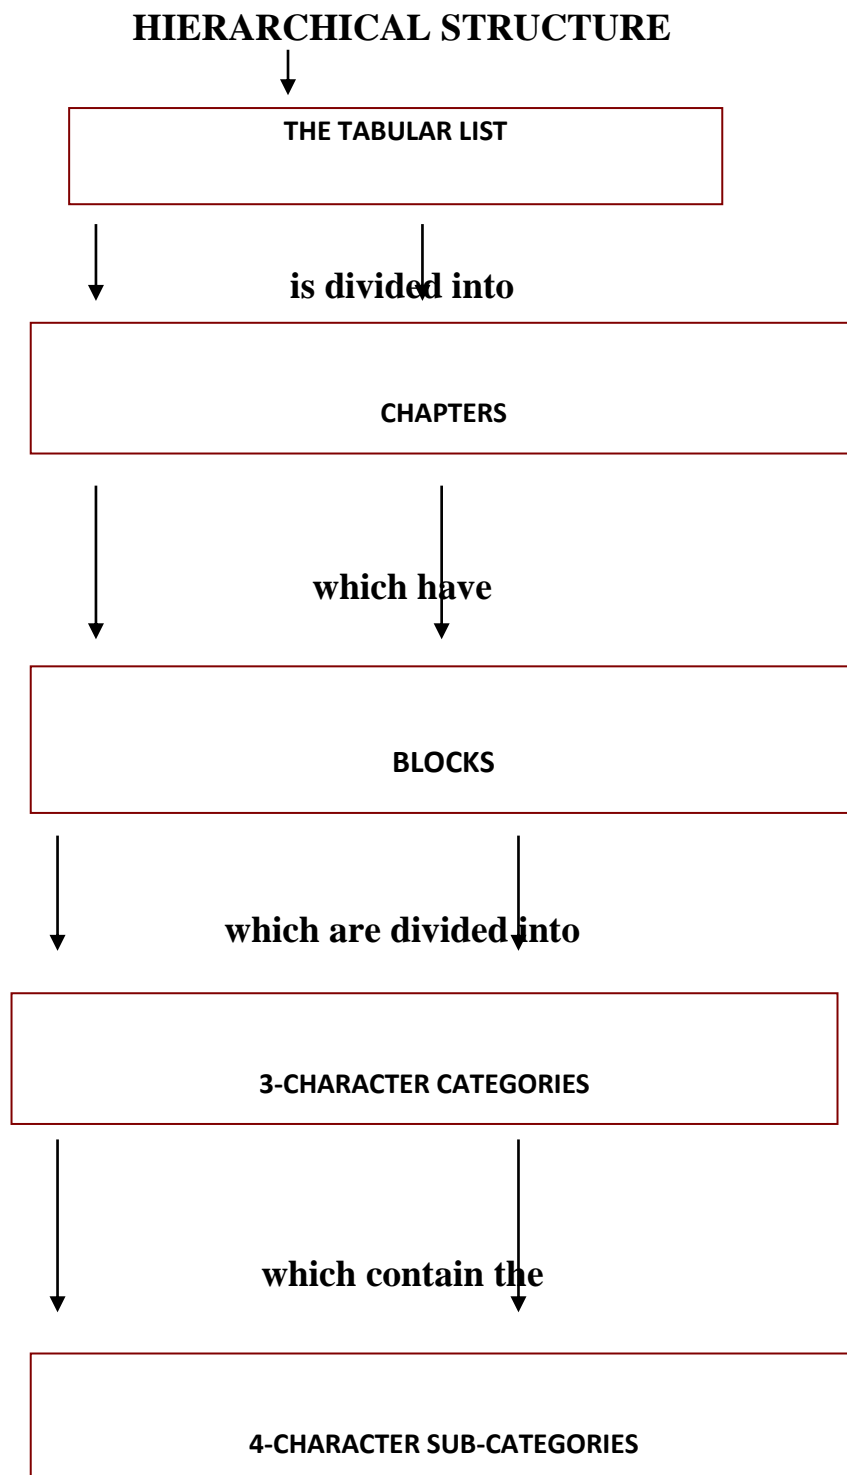 HIERARCHICAL STRUCTURE
THE TABULAR LIST
is divided into
CHAPTERS
which have
BLOCKS
which are divided into
3-CHARACTER CATEGORIES
which contain the
4-CHARACTER SUB-CATEGORIES